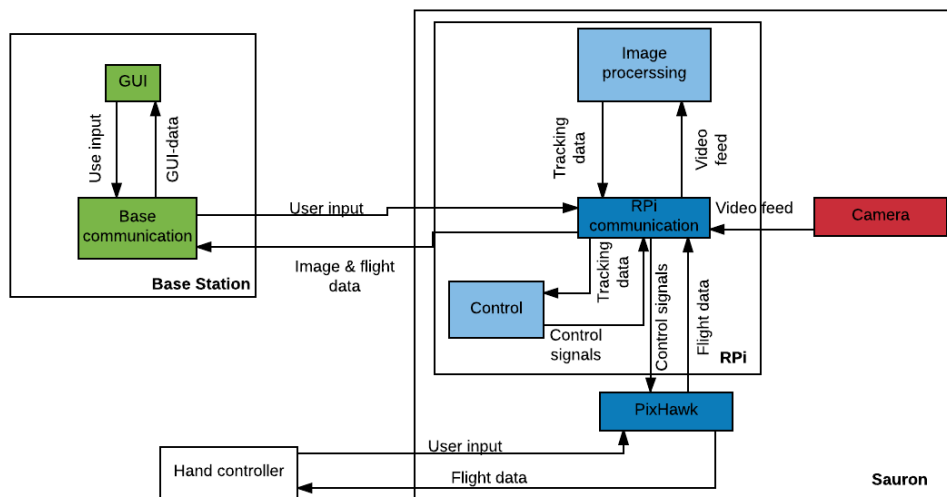 GUI
Use input
GUI-data
Base
communication
Base Station
User input
Image & flight
data
Image
procerssing
Tracking
data
Video
feed
RPi
communication
Video feed
Camera
Tracking
data
Control signals
Flight data
Control
Control
signals
RPi
PixHawk
User input
Hand controller
Flight data
Sauron